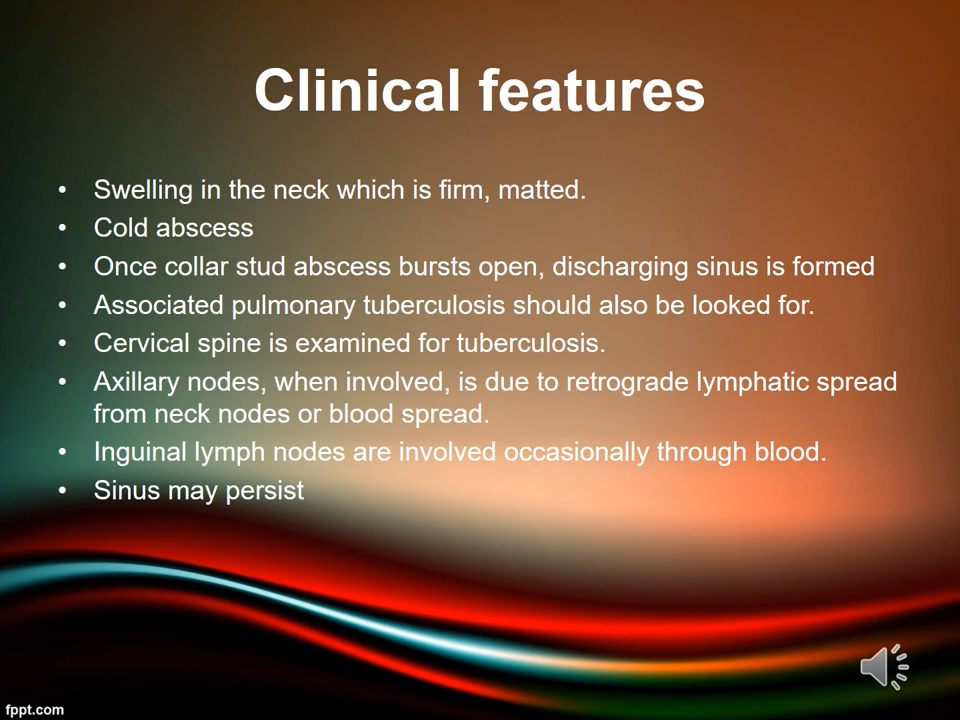 Clinical features
• Swelling in the neck which is firm, matted.
• Cold abscess
• Once collar stud abscess bursts open, discharging sinus is formed
• Associated pulmonary tuberculosis should also be looked for.
• Cervical spine is examined for tuberculosis.
• Axillary nodes, when involved, is due to retrograde lymphatic spread
from neck nodes or blood spread.
• Inguinal lymph nodes are involved occasionally through blood.
• Sinus may persist
fppt.com